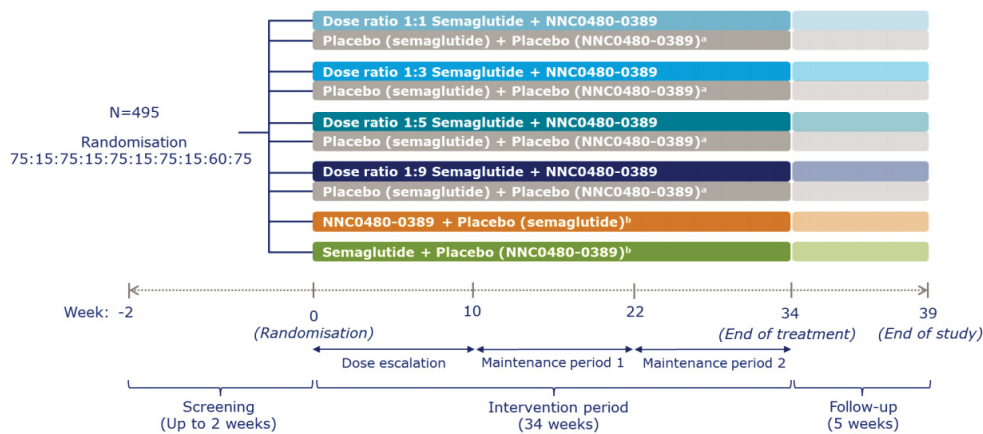 Dose ratio 1:1 Semaglutide + NNC0480-0389
Placebo (semaglutide) + Placebo (NNC0480-0389)ᵃ
Dose ratio 1:3 Semaglutide + NNC0480-0389
Placebo (semaglutide) + Placebo (NNC0480-0389)ᵃ
N=495
Randomisation
75:15:75:15:75:15:75:15:60:75
Dose ratio 1:5 Semaglutide + NNC0480-0389
Placebo (semaglutide) + Placebo (NNC0480-0389)ᵃ
Dose ratio 1:9 Semaglutide + NNC0480-0389
Placebo (semaglutide) + Placebo (NNC0480-0389)ᵃ
NNC0480-0389 + Placebo (semaglutide)ᵇ
Semaglutide + Placebo (NNC0480-0389)ᵇ
Week: -2 0 10 22 34 39
(Randomisation) (End of treatment) (End of study)
Dose escalation Maintenance period 1 Maintenance period 2
Screening Intervention period Follow-up
(Up to 2 weeks) (34 weeks) (5 weeks)